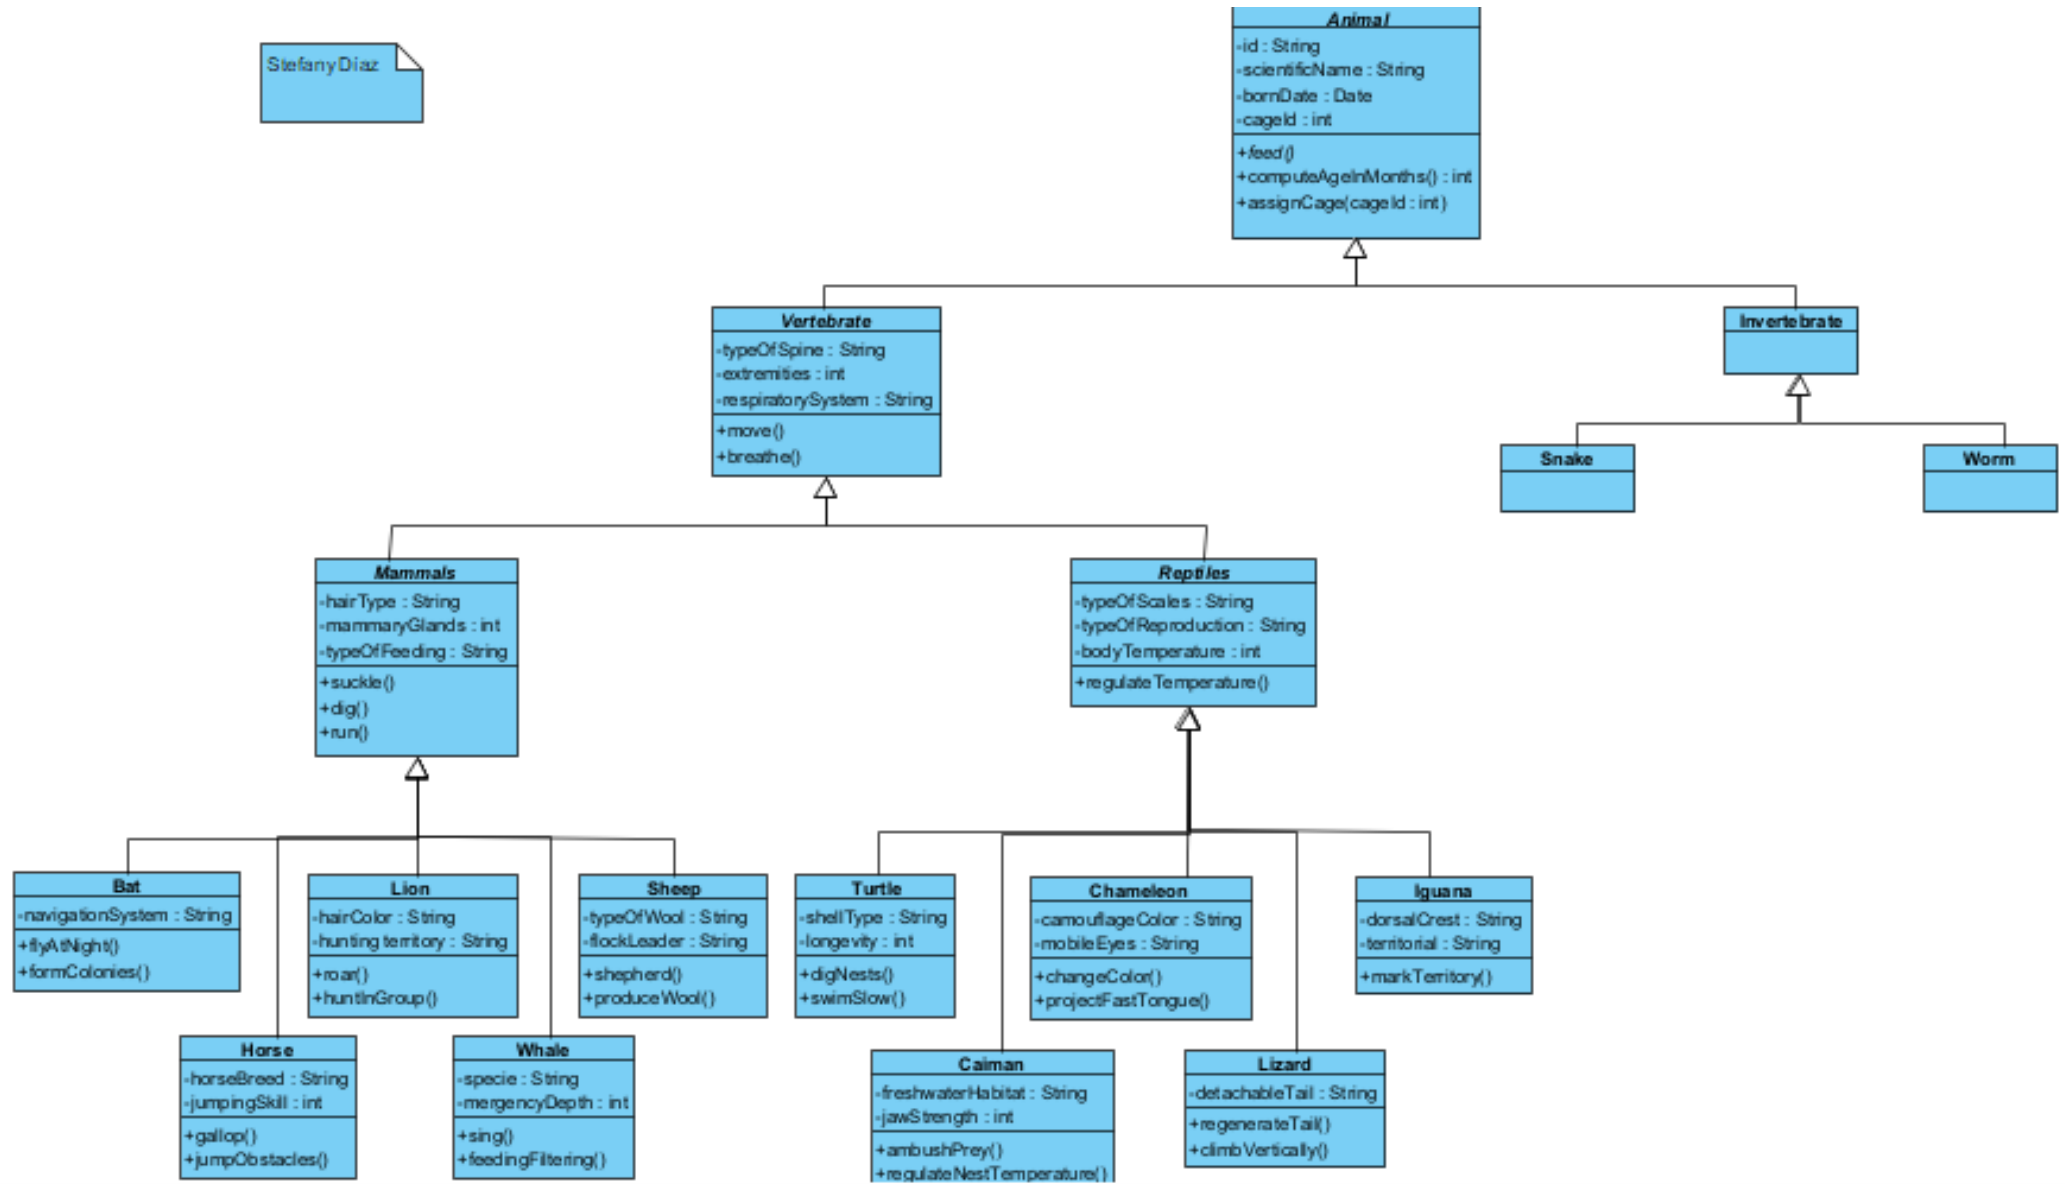 Stefany Diaz
Animal
-id : String
-scientificName : String
-bornDate : Date
-cageId : int
+feed()
+computeAgeInMonths() : int
+assignCage(cageId : int)
Vertebrate
-typeOfSpine : String
-extremities : int
-respiratorySystem : String
+move()
+breathe()
Invertebrate
Snake
Worm
Mammals
-hairType : String
-mammaryGlands : int
-typeOfFeeding : String
+suckle()
+dig()
+run()
Reptiles
-typeOfScales : String
-typeOfReproduction : String
-bodyTemperature : int
+regulateTemperature()
Bat
-navigationSystem : String
+flyAtNight()
+formColonies()
Lion
-hairColor : String
-hunting territory : String
+roar()
+huntInGroup()
Sheep
-typeOfWool : String
-flockLeader : String
+shepherd()
+produceWool()
Turtle
-shellType : String
-longevity : int
+digNests()
+swimSlow()
Chameleon
-camouflageColor : String
-mobileEyes : String
+changeColor()
+projectFastTongue()
Iguana
-dorsalCrest : String
-territorial : String
+markTerritory()
Horse
-horseBreed : String
-jumpingSkill : int
+gallop()
+jumpObstacles()
Whale
-specie : String
-mergencyDepth : int
+sing()
+feedingFiltering()
Caiman
-freshwaterHabitat : String
-jawStrength : int
+ambushPrey()
+regulateNestTemperature()
Lizard
-detachableTail : String
+regenerateTail()
+climbVertically()